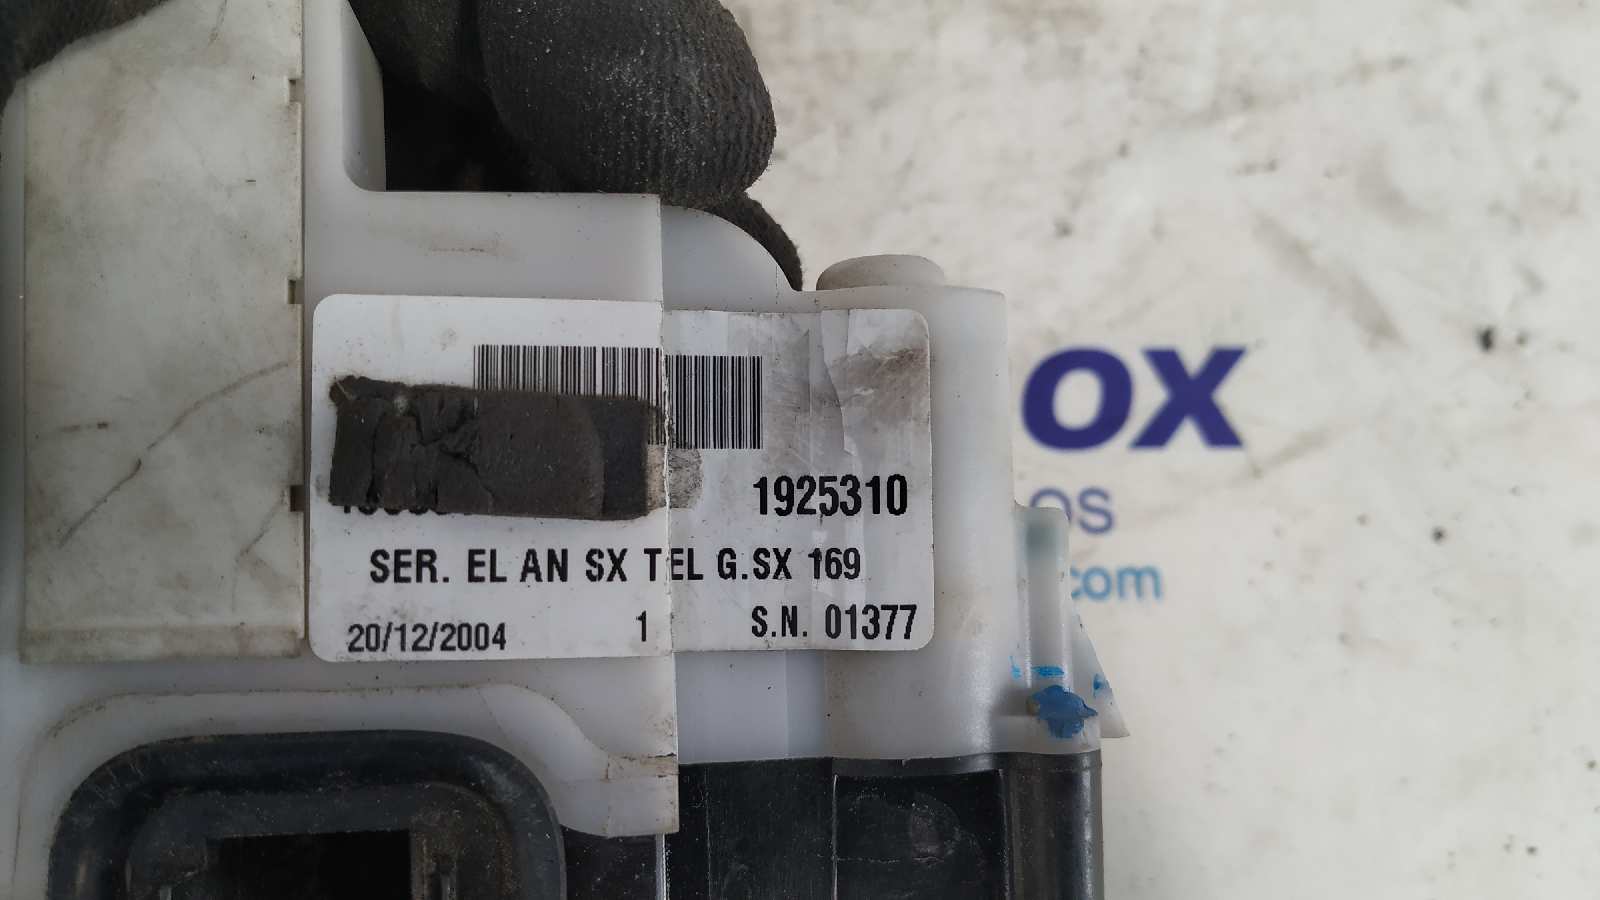 1925310
SER. EL AN SX TEL G.SX 169
20/12/2004 1 S.N. 01377
OX
os
.com